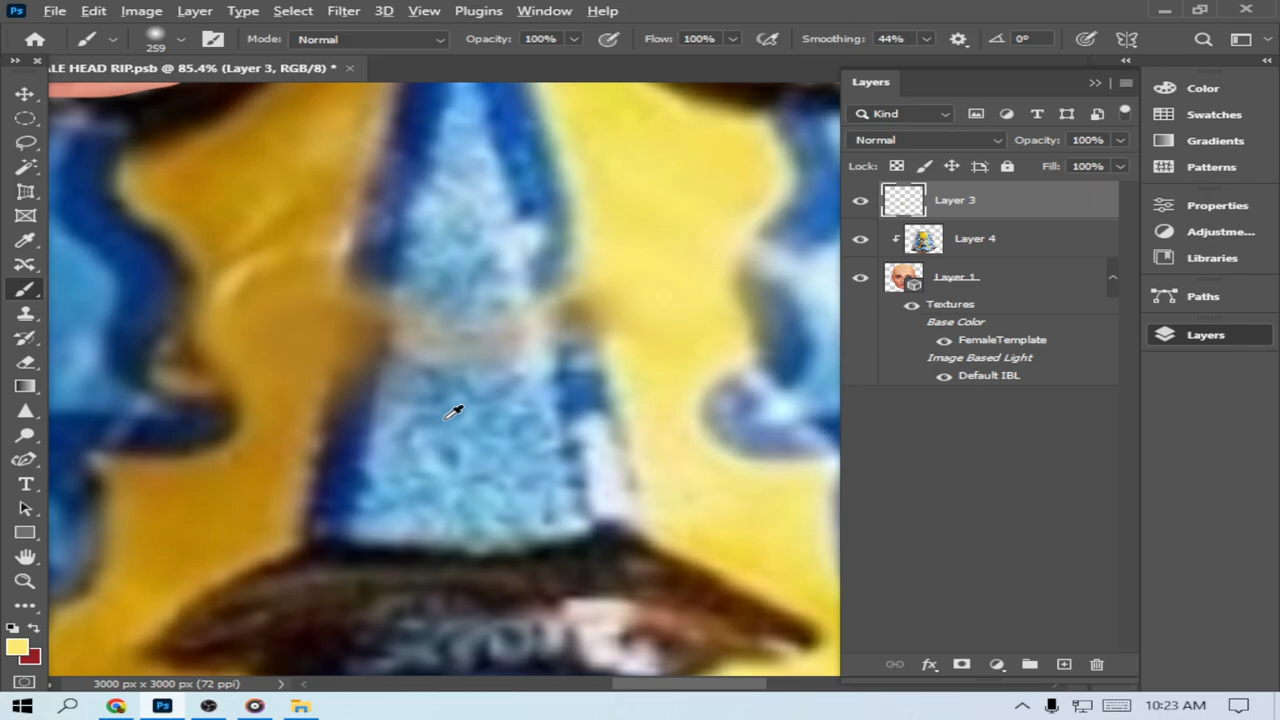 Ps File Edit Image Layer Type Select Filter 3D View Plugins Window Help
259 Mode: Normal Opacity: 100% Flow: 100% Smoothing: 44% 0°
LE HEAD RIP.psb @ 85.4% (Layer 3, RGB/8) *
Layers
Kind
Normal Opacity: 100%
Lock: Fill: 100%
Layer 3
Layer 4
Layer 1
Textures
Base Color
FemaleTemplate
Image Based Light
Default IBL
Color
Swatches
Gradients
Patterns
Properties
Adjustme...
Libraries
Paths
Layers
3000 px x 3000 px (72 ppi)
Ps 10:23 AM